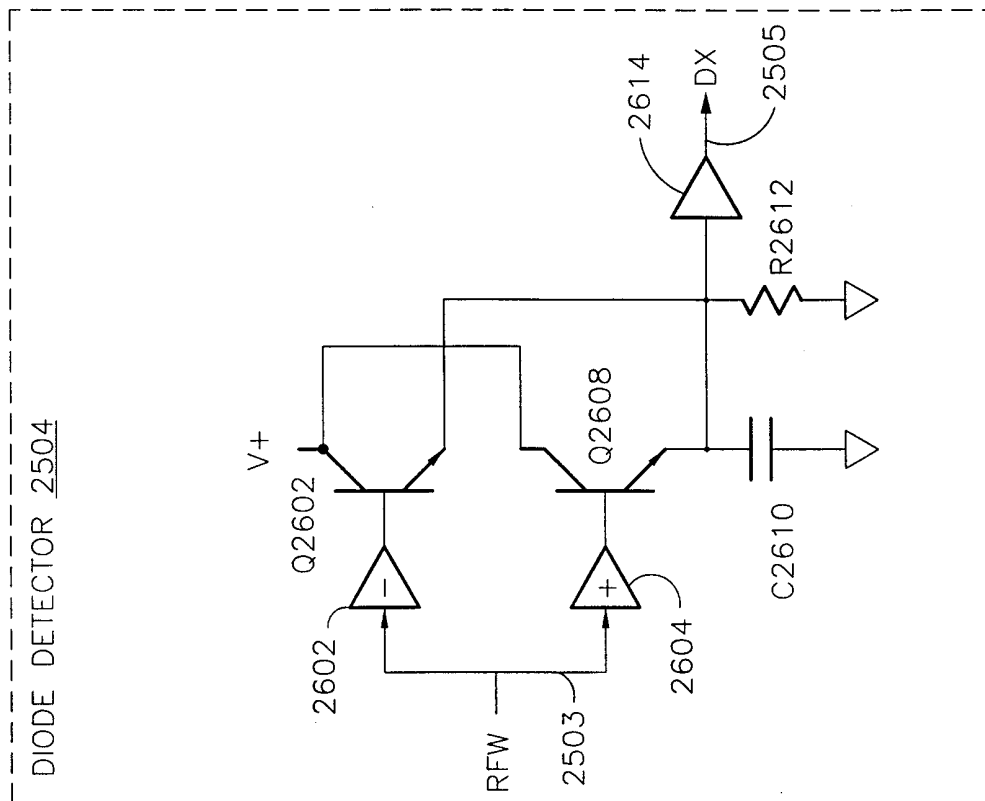 DIODE DETECTOR 2504
V+
Q2602
2602
−
2614
DX
2505
Q2608
R2612
RFW
2503
+
2604
C2610